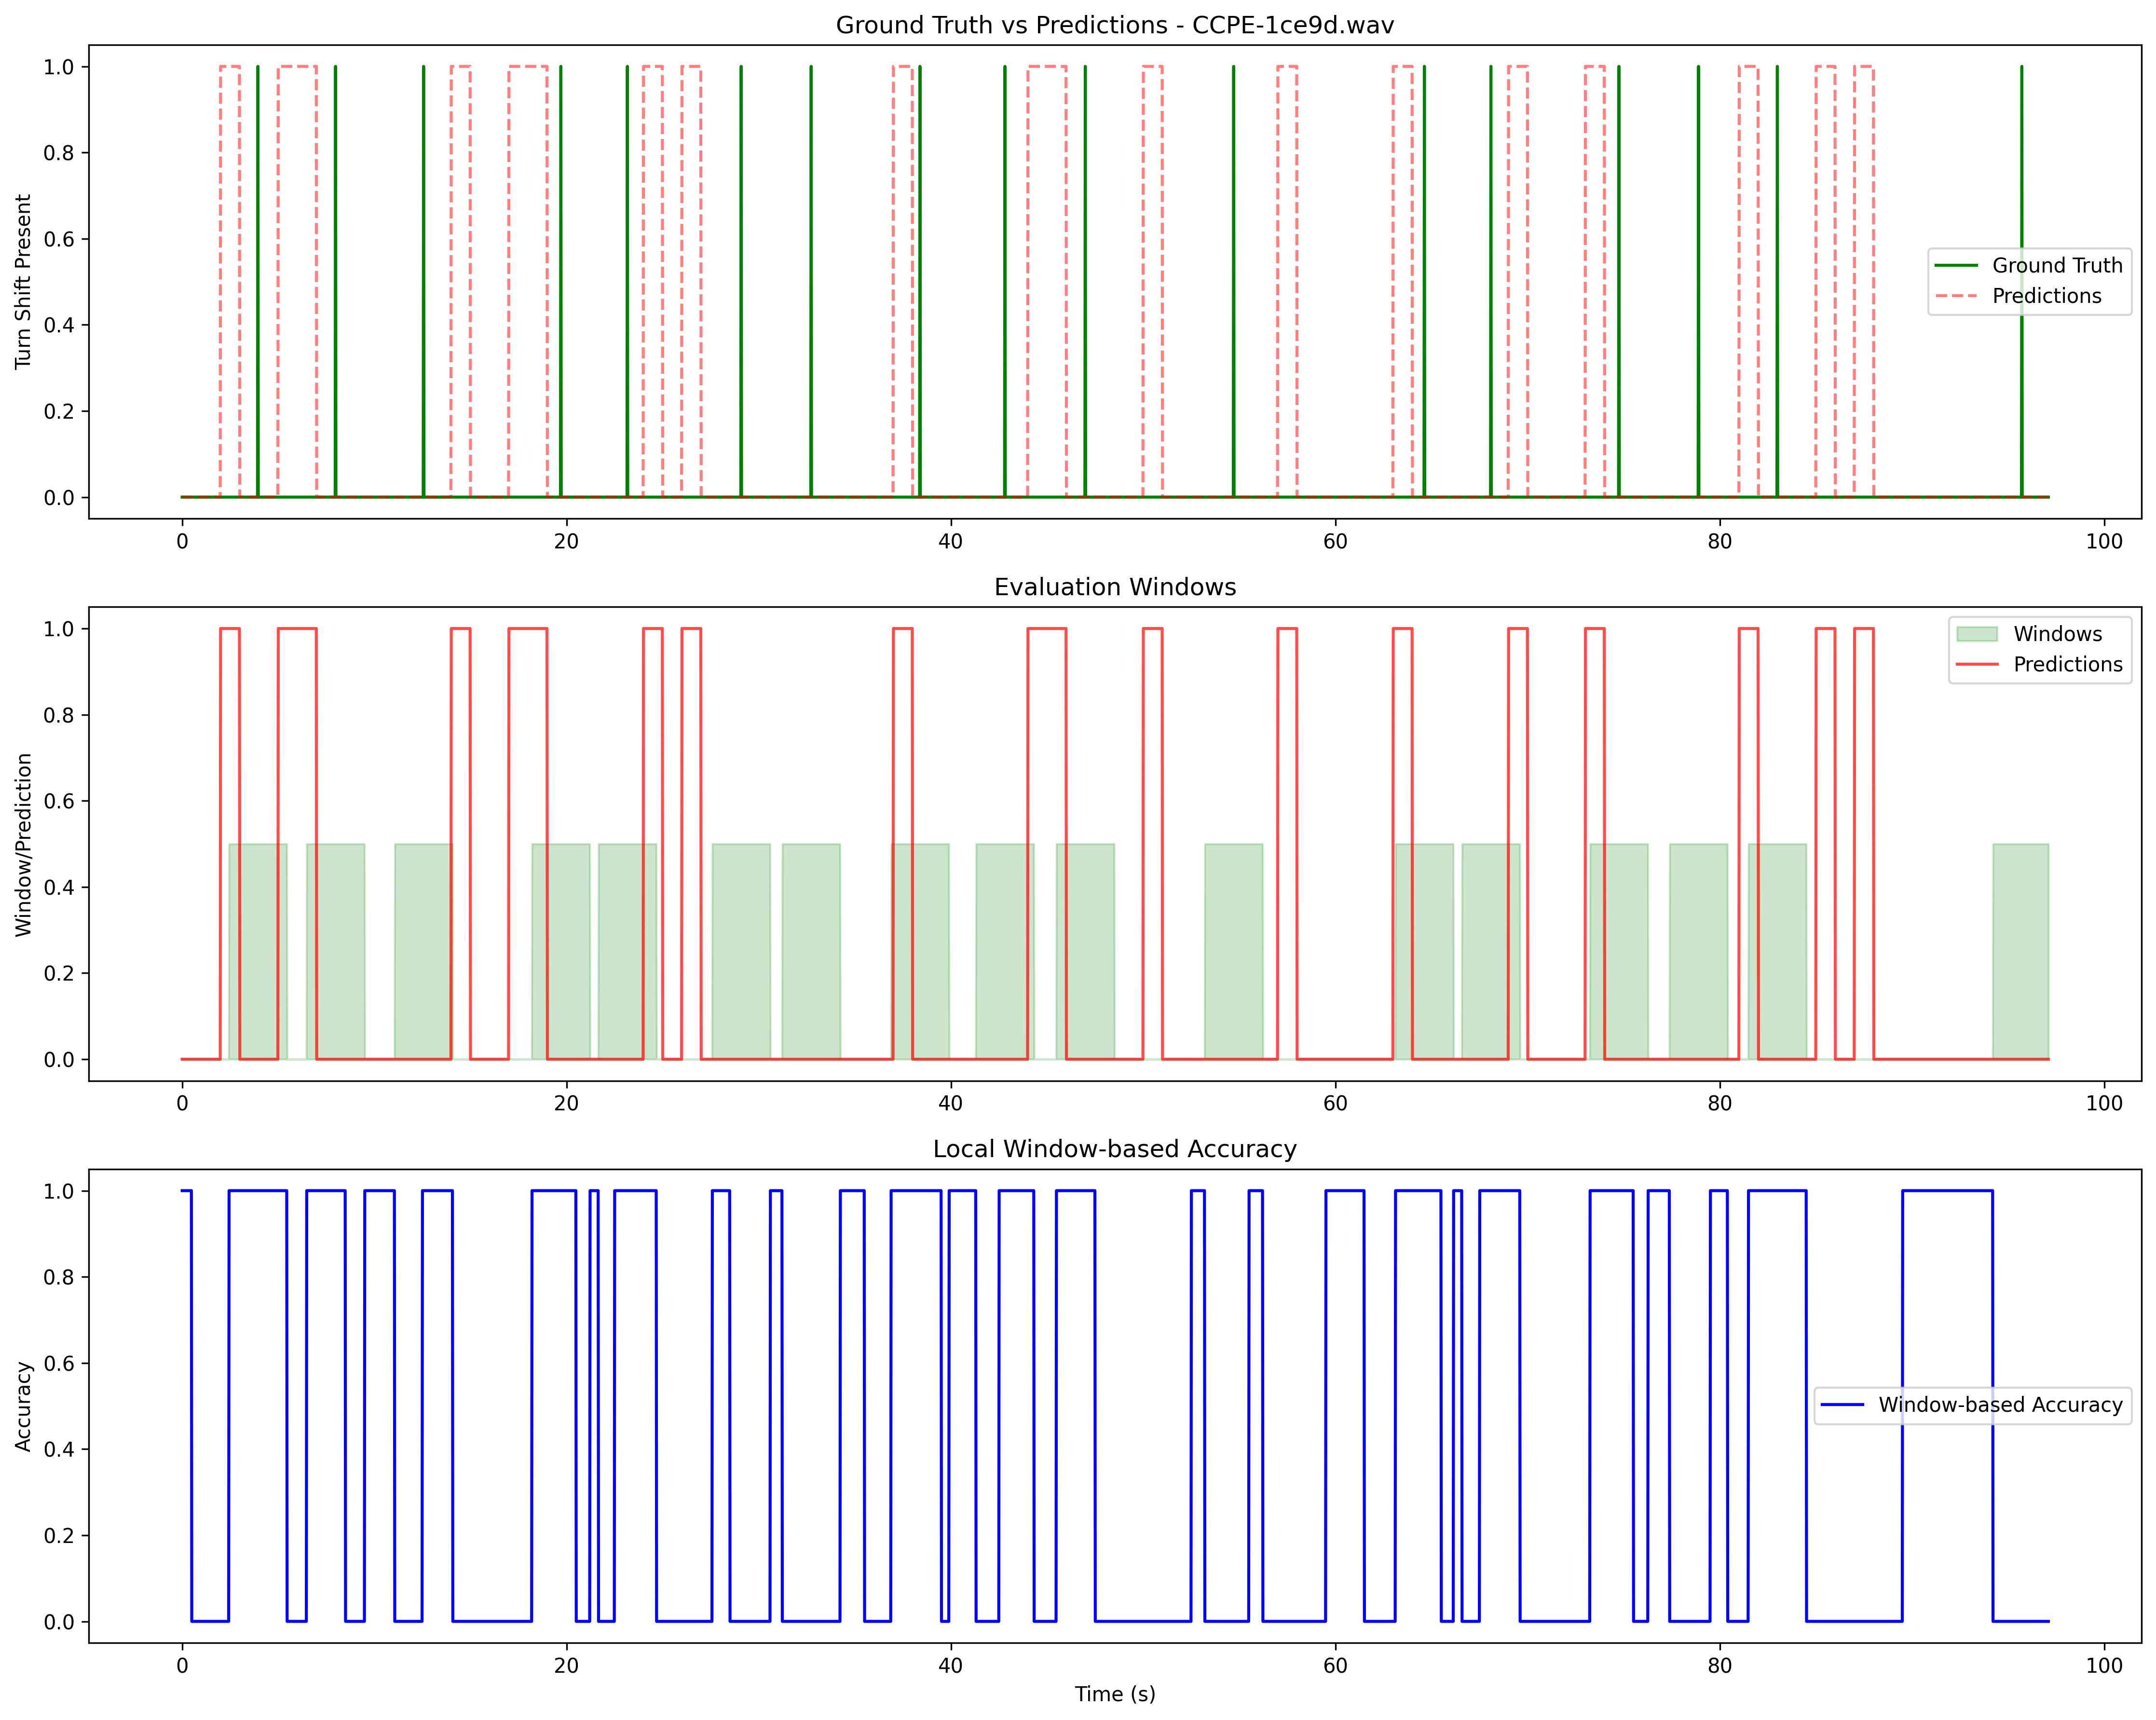 Ground Truth vs Predictions - CCPE-1ce9d.wav
Turn Shift Present
1.0
0.8
0.6
0.4
0.2
0.0
Ground Truth
Predictions
0 20 40 60 80 100
Evaluation Windows
Window/Prediction
1.0
0.8
0.6
0.4
0.2
0.0
Windows
Predictions
0 20 40 60 80 100
Local Window-based Accuracy
Accuracy
1.0
0.8
0.6
0.4
0.2
0.0
Window-based Accuracy
0 20 40 60 80 100
Time (s)